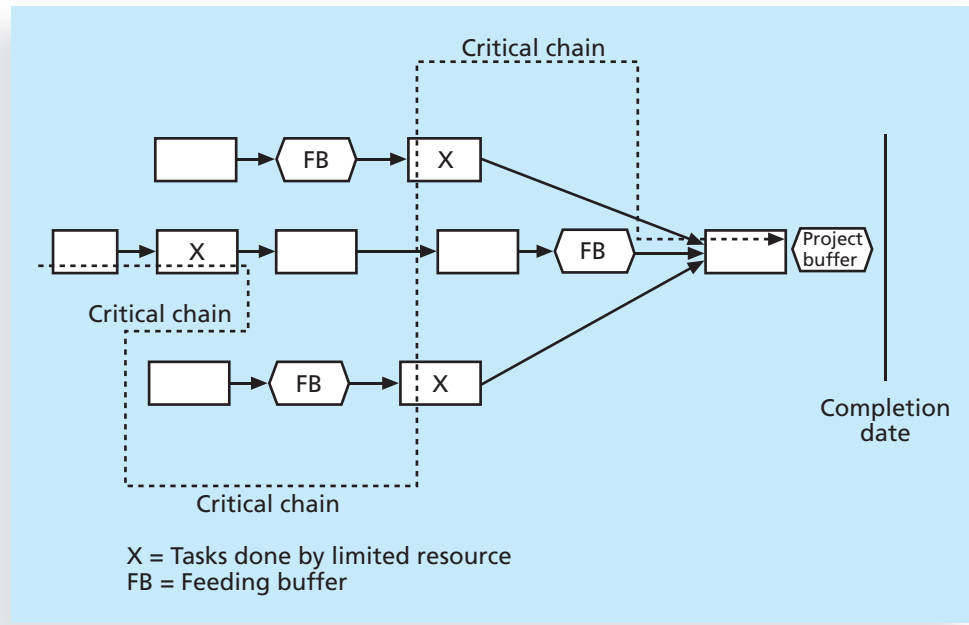 Critical chain
FB
X
X
FB
Project
buffer
Critical chain
FB
X
Completion
date
Critical chain
X = Tasks done by limited resource
FB = Feeding buffer